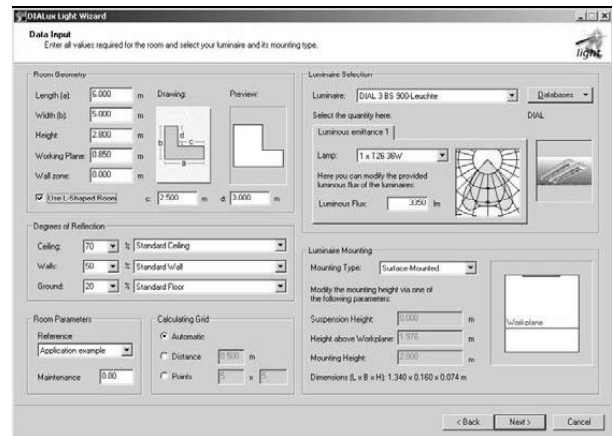 DIALux Light Wizard
Data Input
Enter all values required for the room and select your luminaire and its mounting type.
light
Room Geometry
Length (a): 6.000 m
Width (b): 5.000 m
Height: 2.800 m
Working Plane: 0.850 m
Wall zone: 0.000 m
Drawing:
Preview:
b
d
c
a
Use L-Shaped Room
c: 2.500 m d 3.000 m
Degrees of Reflection
Ceiling: 70 % Standard Ceiling
Walls: 50 % Standard Wall
Ground: 20 % Standard Floor
Room Parameters
Reference
Application example
Maintenance 0.80
Calculating Grid
Automatic
Distance 0.500 m
Points: 5 x 5
Luminaire Selection
Luminaire: DIAL 3 BS 900-Leuchte
Databases
Select the quantity here.
DIAL
Luminous emittance 1
Lamp: 1 x T26 36W
Here you can modify the provided
luminous flux of the luminaires:
Luminous Flux: 3350 lm
Luminaire Mounting
Mounting Type: Surface-Mounted
Modify the mounting height via one of
the following parameters:
Suspension Height: 0.000 m
Height above Workplane: 1.976 m
Mounting Height: 2.800 m
Workplane
Dimensions (L x B x H): 1.340 x 0.160 x 0.074 m
< Back
Next >
Cancel